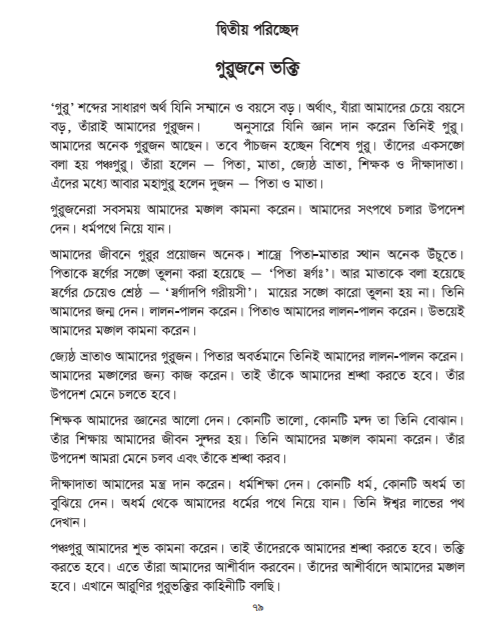 দ্বিতীয় পরিচ্ছেদ
গুরুজনে ভক্তি
'গুরু' শব্দের সাধারণ অর্থ যিনি সম্মানে ও বয়সে বড়। অর্থাৎ, যাঁরা আমাদের চেয়ে বয়সে
বড়, তাঁরাই আমাদের গুরুজন। অনুসারে যিনি জ্ঞান দান করেন তিনিই গুরু।
আমাদের অনেক গুরুজন আছেন। তবে পাঁচজন হচ্ছেন বিশেষ গুরু। তাঁদের একসঙ্গে
বলা হয় পঞ্চগুরু। তাঁরা হলেন – পিতা, মাতা, জ্যেষ্ঠ ভ্রাতা, শিক্ষক ও দীক্ষাদাতা।
এঁদের মধ্যে আবার মহাগুরু হলেন দুজন – পিতা ও মাতা।
গুরুজনেরা সবসময় আমাদের মঙ্গল কামনা করেন। আমাদের সৎপথে চলার উপদেশ
দেন। ধর্মপথে নিয়ে যান।
আমাদের জীবনে গুরুর প্রয়োজন অনেক। শাস্ত্রে পিতা-মাতার স্থান অনেক উঁচুতে।
পিতাকে স্বর্গের সঙ্গে তুলনা করা হয়েছে – 'পিতা স্বর্গঃ'। আর মাতাকে বলা হয়েছে
স্বর্গের চেয়েও শ্রেষ্ঠ – 'স্বর্গাদপি গরীয়সী'। মায়ের সঙ্গে কারো তুলনা হয় না। তিনি
আমাদের জন্ম দেন। লালন-পালন করেন। পিতাও আমাদের লালন-পালন করেন। উভয়েই
আমাদের মঙ্গল কামনা করেন।
জ্যেষ্ঠ ভ্রাতাও আমাদের গুরুজন। পিতার অবর্তমানে তিনিই আমাদের লালন-পালন করেন।
আমাদের মঙ্গলের জন্য কাজ করেন। তাই তাঁকে আমাদের শ্রদ্ধা করতে হবে। তাঁর
উপদেশ মেনে চলতে হবে।
শিক্ষক আমাদের জ্ঞানের আলো দেন। কোনটি ভালো, কোনটি মন্দ তা তিনি বোঝান।
তাঁর শিক্ষায় আমাদের জীবন সুন্দর হয়। তিনি আমাদের মঙ্গল কামনা করেন। তাঁর
উপদেশ আমরা মেনে চলব এবং তাঁকে শ্রদ্ধা করব।
দীক্ষাদাতা আমাদের মন্ত্র দান করেন। ধর্মশিক্ষা দেন। কোনটি ধর্ম, কোনটি অধর্ম তা
বুঝিয়ে দেন। অধর্ম থেকে আমাদের ধর্মের পথে নিয়ে যান। তিনি ঈশ্বর লাভের পথ
দেখান।
পঞ্চগুরু আমাদের শুভ কামনা করেন। তাই তাঁদেরকে আমাদের শ্রদ্ধা করতে হবে। ভক্তি
করতে হবে। এতে তাঁরা আমাদের আশীর্বাদ করবেন। তাঁদের আশীর্বাদে আমাদের মঙ্গল
হবে। এখানে আরুণির গুরুভক্তির কাহিনীটি বলছি।
৭৯